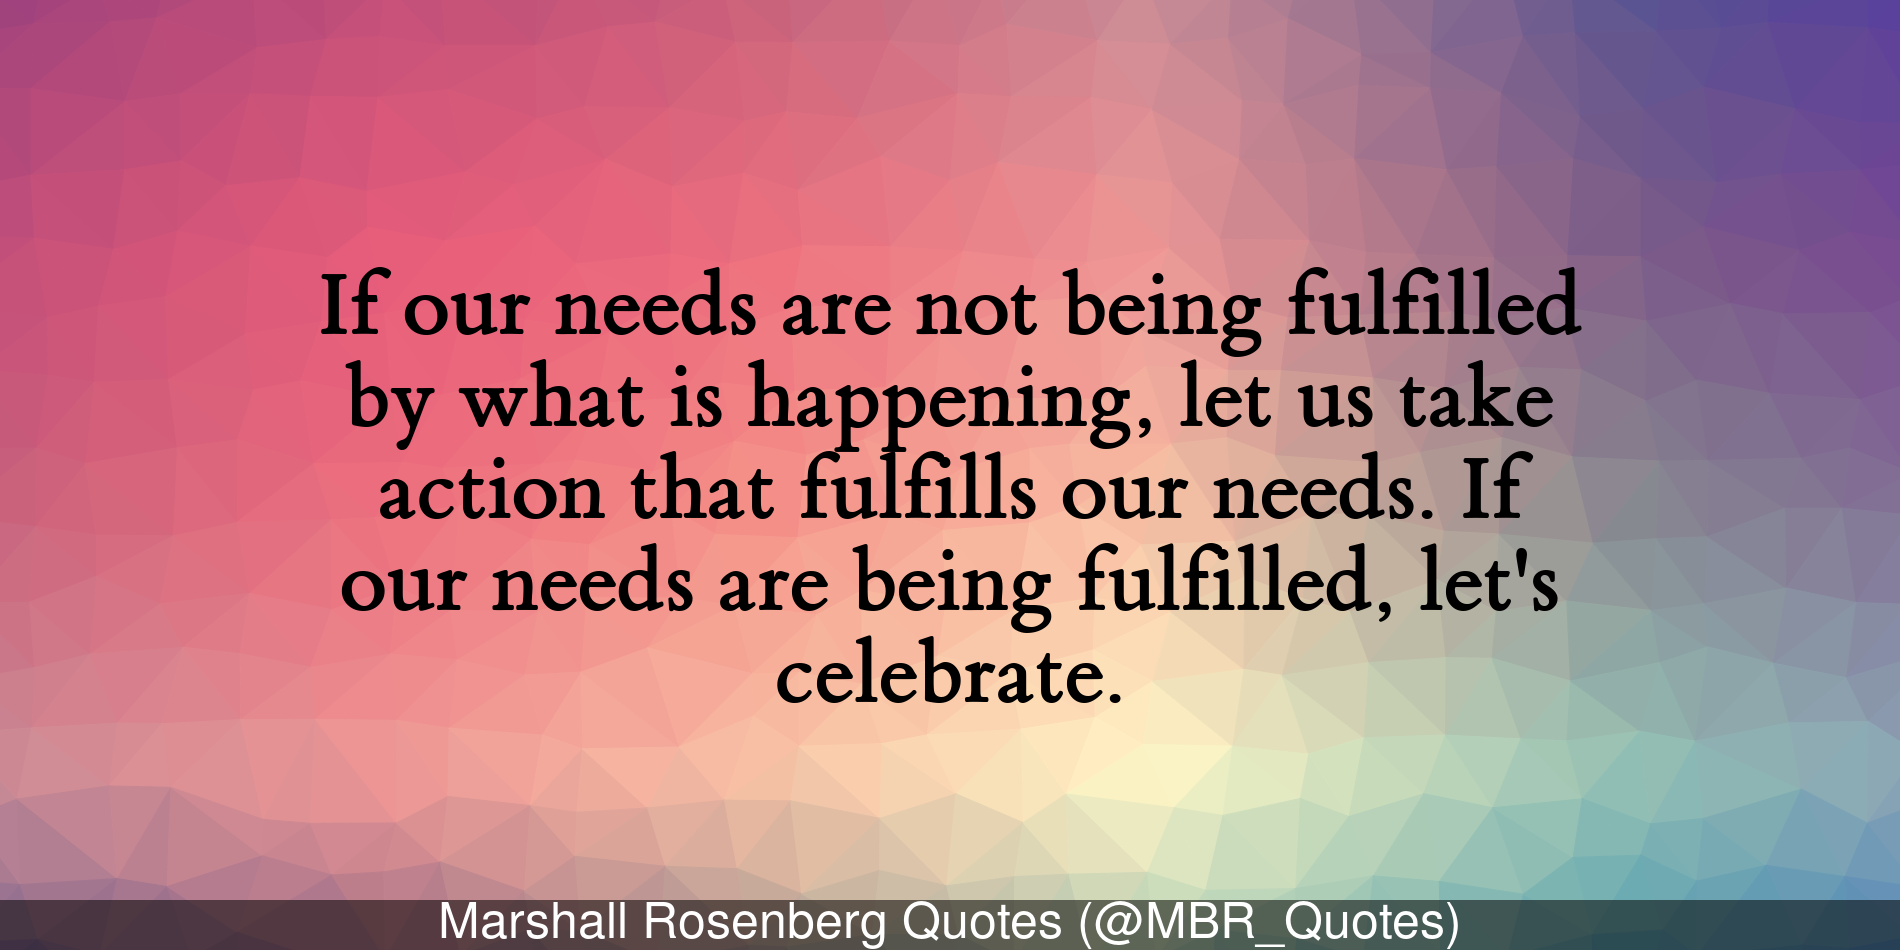 If our needs are not being fulfilled
by what is happening, let us take
action that fulfills our needs. If
our needs are being fulfilled, let's
celebrate.
Marshall Rosenberg Quotes (@MBR_Quotes)